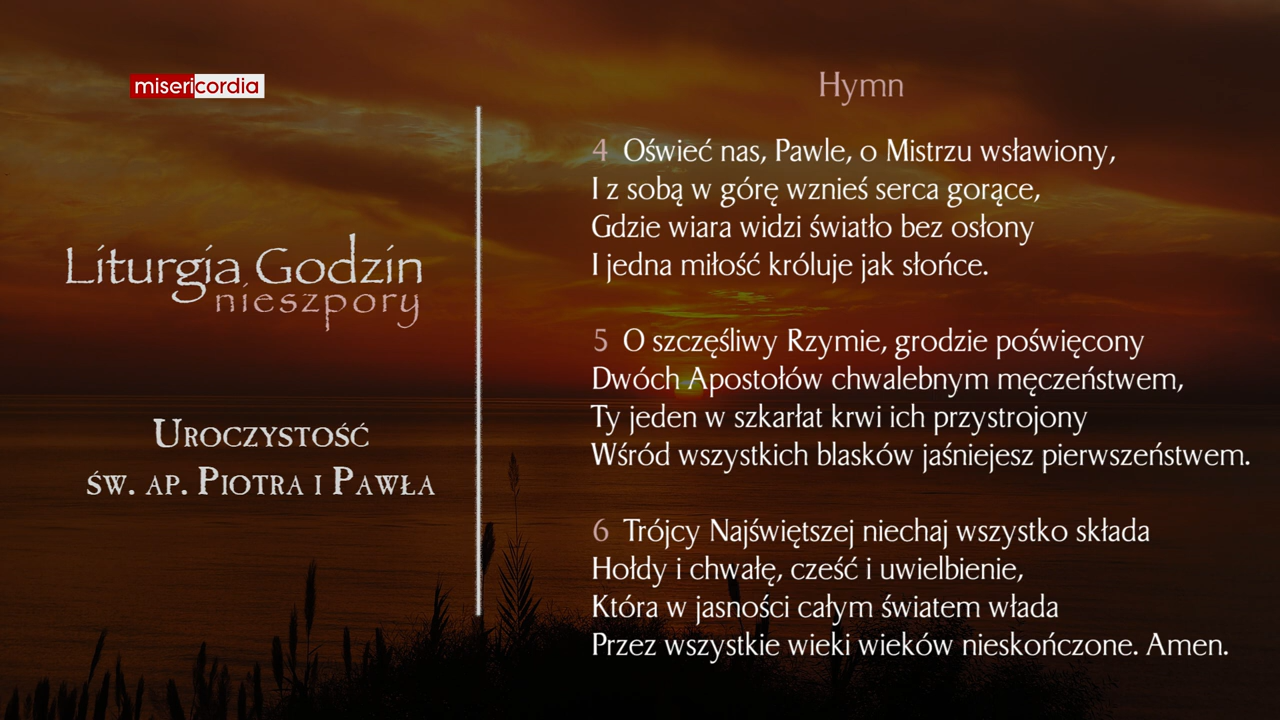 misericordia
Liturgia Godzin
nieszpory
Uroczystość
św. ap. Piotra i Pawła
Hymn
4 Oświeć nas, Pawle, o Mistrzu wsławiony,
I z sobą w górę wznieś serca gorące,
Gdzie wiara widzi światło bez osłony
I jedna miłość króluje jak słońce.
5 O szczęśliwy Rzymie, grodzie poświęcony
Dwóch Apostołów chwalebnym męczeństwem,
Ty jeden w szkarłat krwi ich przystrojony
Wśród wszystkich blasków jaśniejesz pierwszeństwem.
6 Trójcy Najświętszej niechaj wszystko składa
Hołdy i chwałę, cześć i uwielbienie,
Która w jasności całym światem włada
Przez wszystkie wieki wieków nieskończone. Amen.